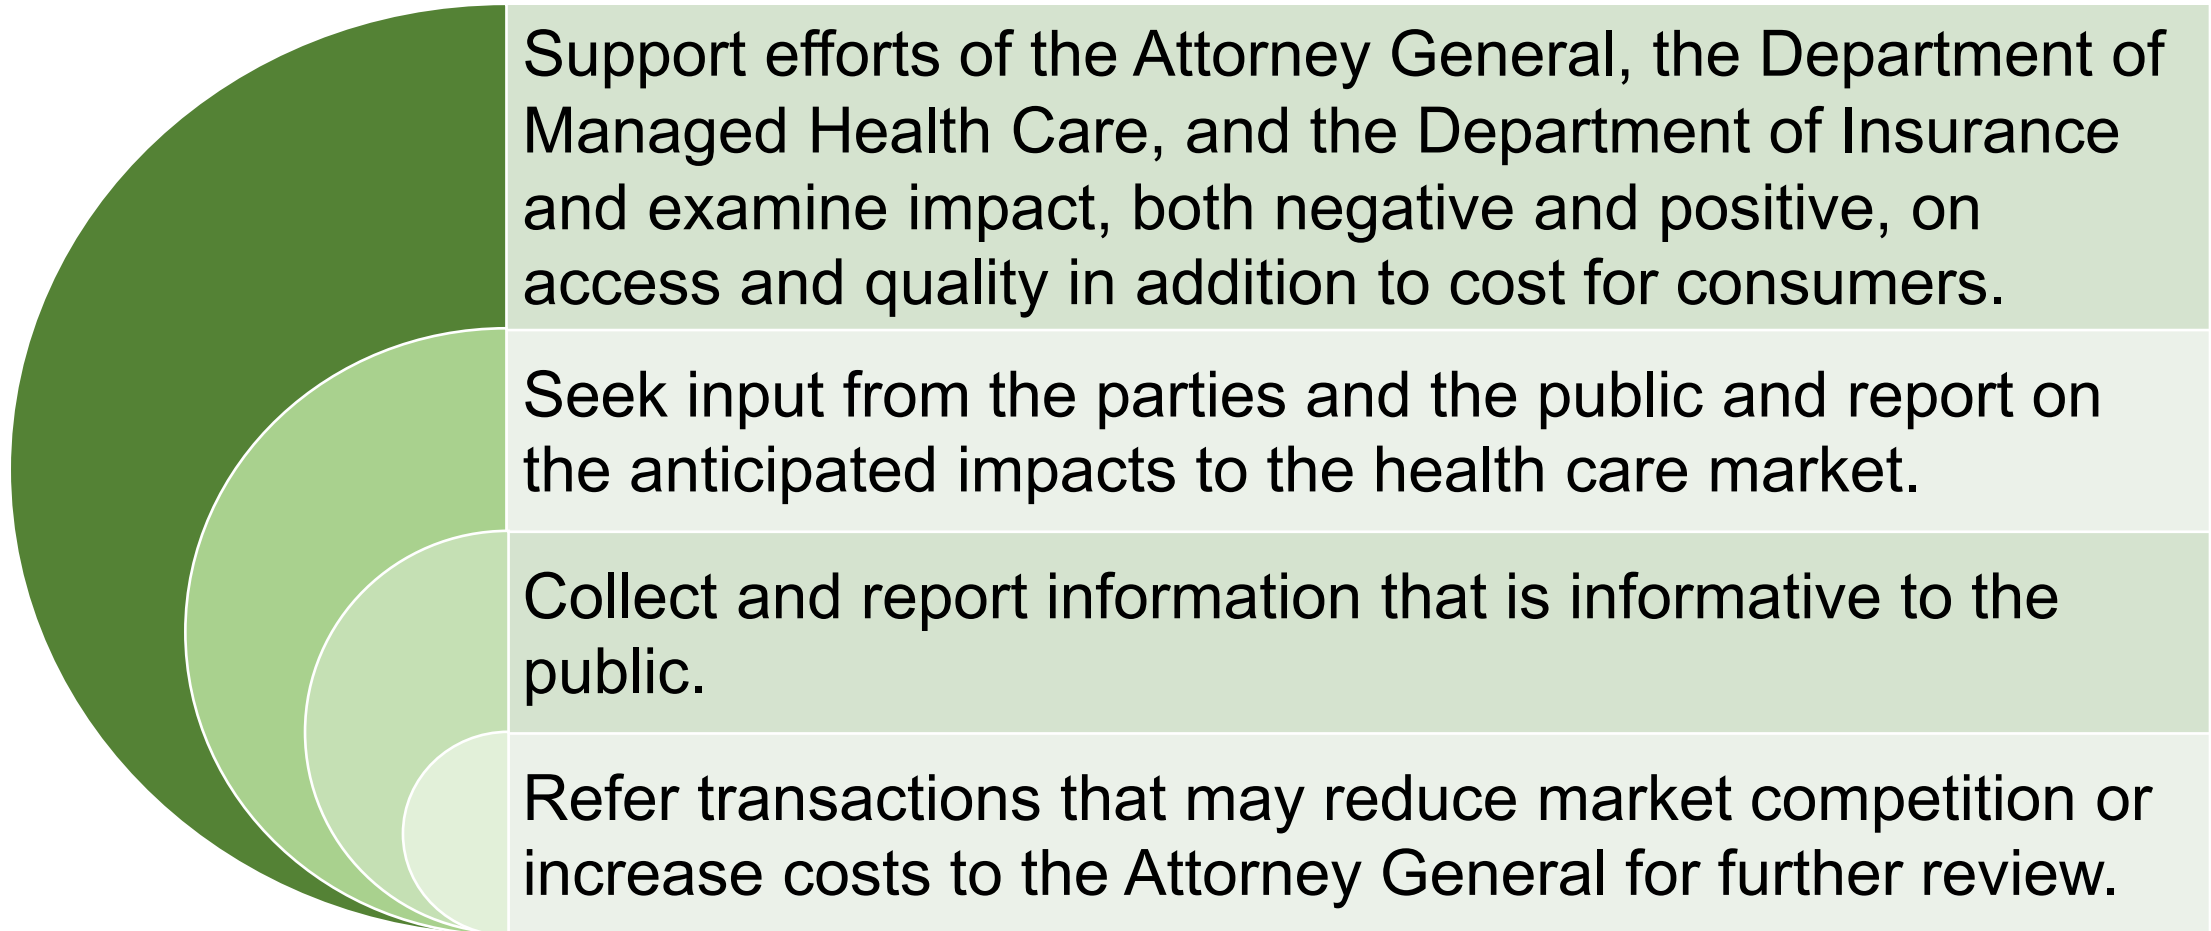 Support efforts of the Attorney General, the Department of
Managed Health Care, and the Department of Insurance
and examine impact, both negative and positive, on
access and quality in addition to cost for consumers.
Seek input from the parties and the public and report on
the anticipated impacts to the health care market.
Collect and report information that is informative to the
public.
Refer transactions that may reduce market competition or
increase costs to the Attorney General for further review.